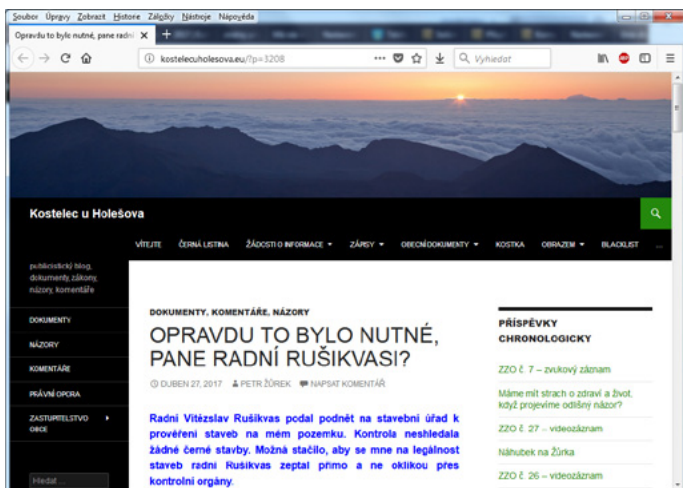 Soubor Úpravy Zobrazit Historie Záložky Nástroje Nápověda
Opravdu to bylo nutné, pane radní
kostelecuholesova.eu/?p=3208
Vyhledat
Kostelec u Holešova
VÍTEJTE ČERNÁ LISTINA ŽÁDOSTI O INFORMACE ZÁPISY OBECNÍ DOKUMENTY KOSTKA OBRAZEM BLACKLIST ...
publicistický blog,
dokumenty, zákony,
názory, komentáře
DOKUMENTY
NÁZORY
KOMENTÁŘE
PRÁVNÍ OPORA
ZASTUPITELSTVO
OBCE
Hledat ...
DOKUMENTY, KOMENTÁŘE, NÁZORY
OPRAVDU TO BYLO NUTNÉ,
PANE RADNÍ RUŠIKVASI?
DUBEN 27, 2017 PETR ŽŮREK NAPSAT KOMENTÁŘ
Radní Vítězslav Rušikvas podal podnět na stavební úřad k
prověření staveb na mém pozemku. Kontrola neshledala
žádné černé stavby. Možná stačilo, aby se mne na legálnost
staveb radní Rušikvas zeptal přímo a ne oklikou přes
kontrolní orgány.
PŘÍSPĚVKY
CHRONOLOGICKY
ZZO č. 7 – zvukový záznam
Máme mít strach o zdraví a život,
když projevíme odlišný názor?
ZZO č. 27 – videozáznam
Náhubek na Žůrka
ZZO č. 26 – videozáznam